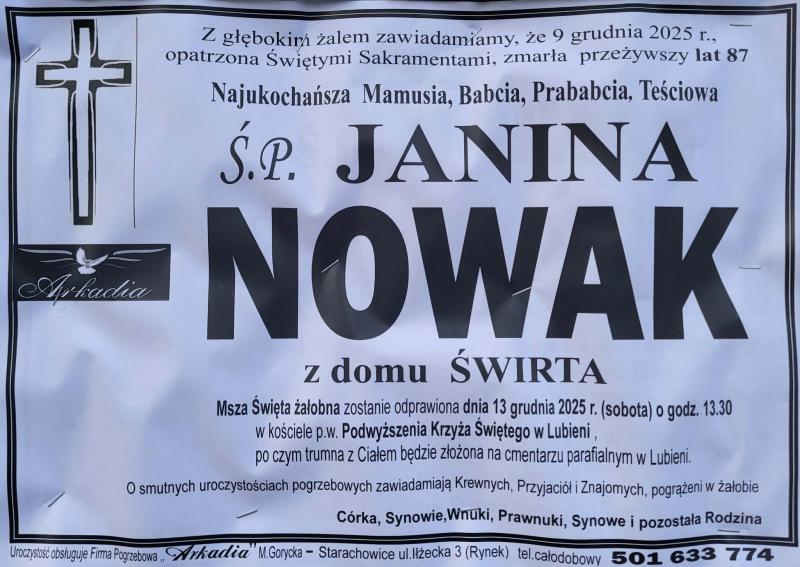 Z głębokim żalem zawiadamiamy, że 9 grudnia 2025 r.,
opatrzona Świętymi Sakramentami, zmarła przeżywszy lat 87
Najukochańsza Mamusia, Babcia, Prababcia, Teściowa
Ś.P. JANINA
NOWAK
Arkadia
z domu ŚWIRTA
Msza Święta żałobna zostanie odprawiona dnia 13 grudnia 2025 r. (sobota) o godz. 13.30
w kościele p.w. Podwyższenia Krzyża Świętego w Lubieni ,
po czym trumna z Ciałem będzie złożona na cmentarzu parafialnym w Lubieni.
O smutnych uroczystościach pogrzebowych zawiadamiają Krewnych, Przyjaciół i Znajomych, pogrążeni w żałobie
Córka, Synowie,Wnuki, Prawnuki, Synowe i pozostała Rodzina
Uroczystość obsługuje Firma Pogrzebowa ,,Arkadia" M.Gorycka – Starachowice ul.Iłżecka 3 (Rynek) tel.całodobowy 501 633 774